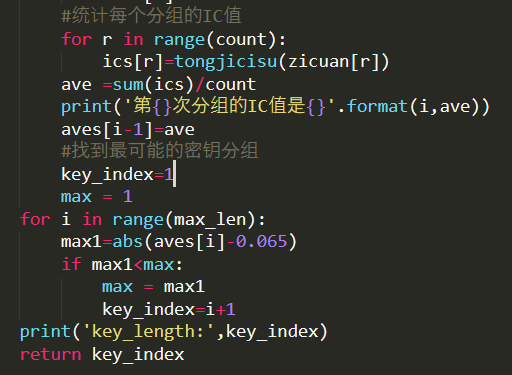 #统计每个分组的IC值
for r in range(count):
ics[r]=tongjicisu(zicuan[r])
ave =sum(ics)/count
print('第{}次分组的IC值是{}'.format(i,ave))
aves[i-1]=ave
#找到最可能的密钥分组
key_index=1
max = 1
for i in range(max_len):
max1=abs(aves[i]-0.065)
if max1<max:
max = max1
key_index=i+1
print('key_length:',key_index)
return key_index